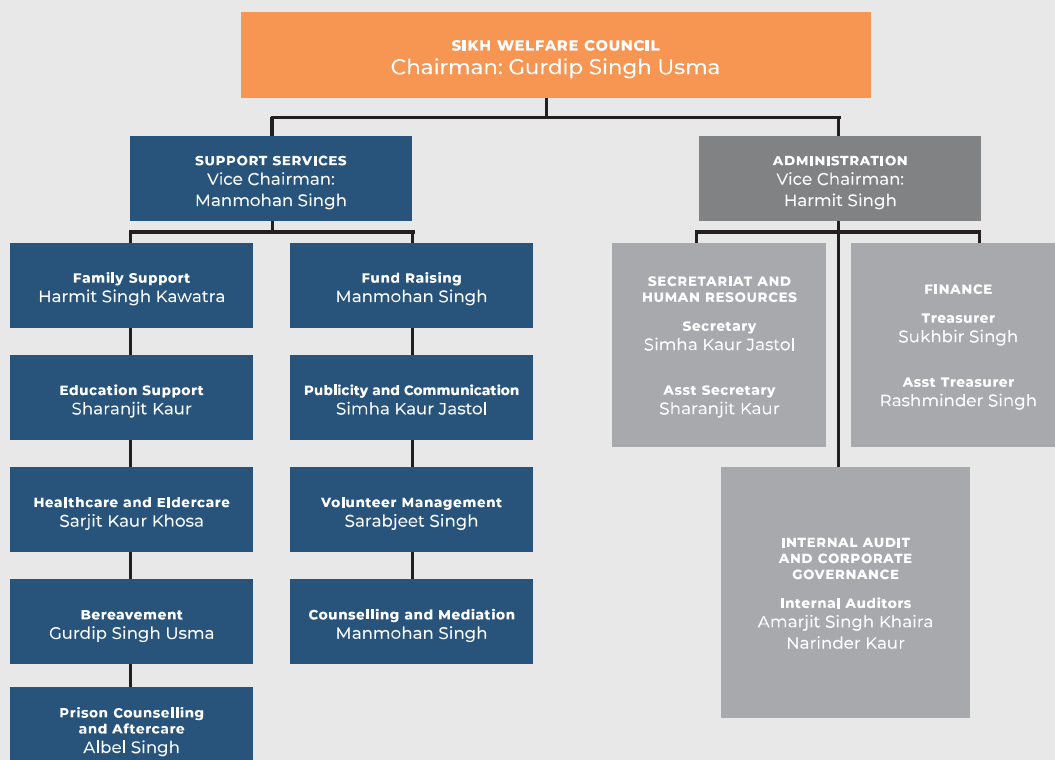 SIKH WELFARE COUNCIL
Chairman: Gurdip Singh Usma
SUPPORT SERVICES
Vice Chairman:
Manmohan Singh
Family Support
Harmit Singh Kawatra
Education Support
Sharanjit Kaur
Healthcare and Eldercare
Sarjit Kaur Khosa
Bereavement
Gurdip Singh Usma
Prison Counselling
and Aftercare
Albel Singh
Fund Raising
Manmohan Singh
Publicity and Communication
Simha Kaur Jastol
Volunteer Management
Sarabjeet Singh
Counselling and Mediation
Manmohan Singh
ADMINISTRATION
Vice Chairman:
Harmit Singh
SECRETARIAT AND
HUMAN RESOURCES
Secretary
Simha Kaur Jastol
Asst Secretary
Sharanjit Kaur
FINANCE
Treasurer
Sukhbir Singh
Asst Treasurer
Rashminder Singh
INTERNAL AUDIT
AND CORPORATE
GOVERNANCE
Internal Auditors
Amarjit Singh Khaira
Narinder Kaur